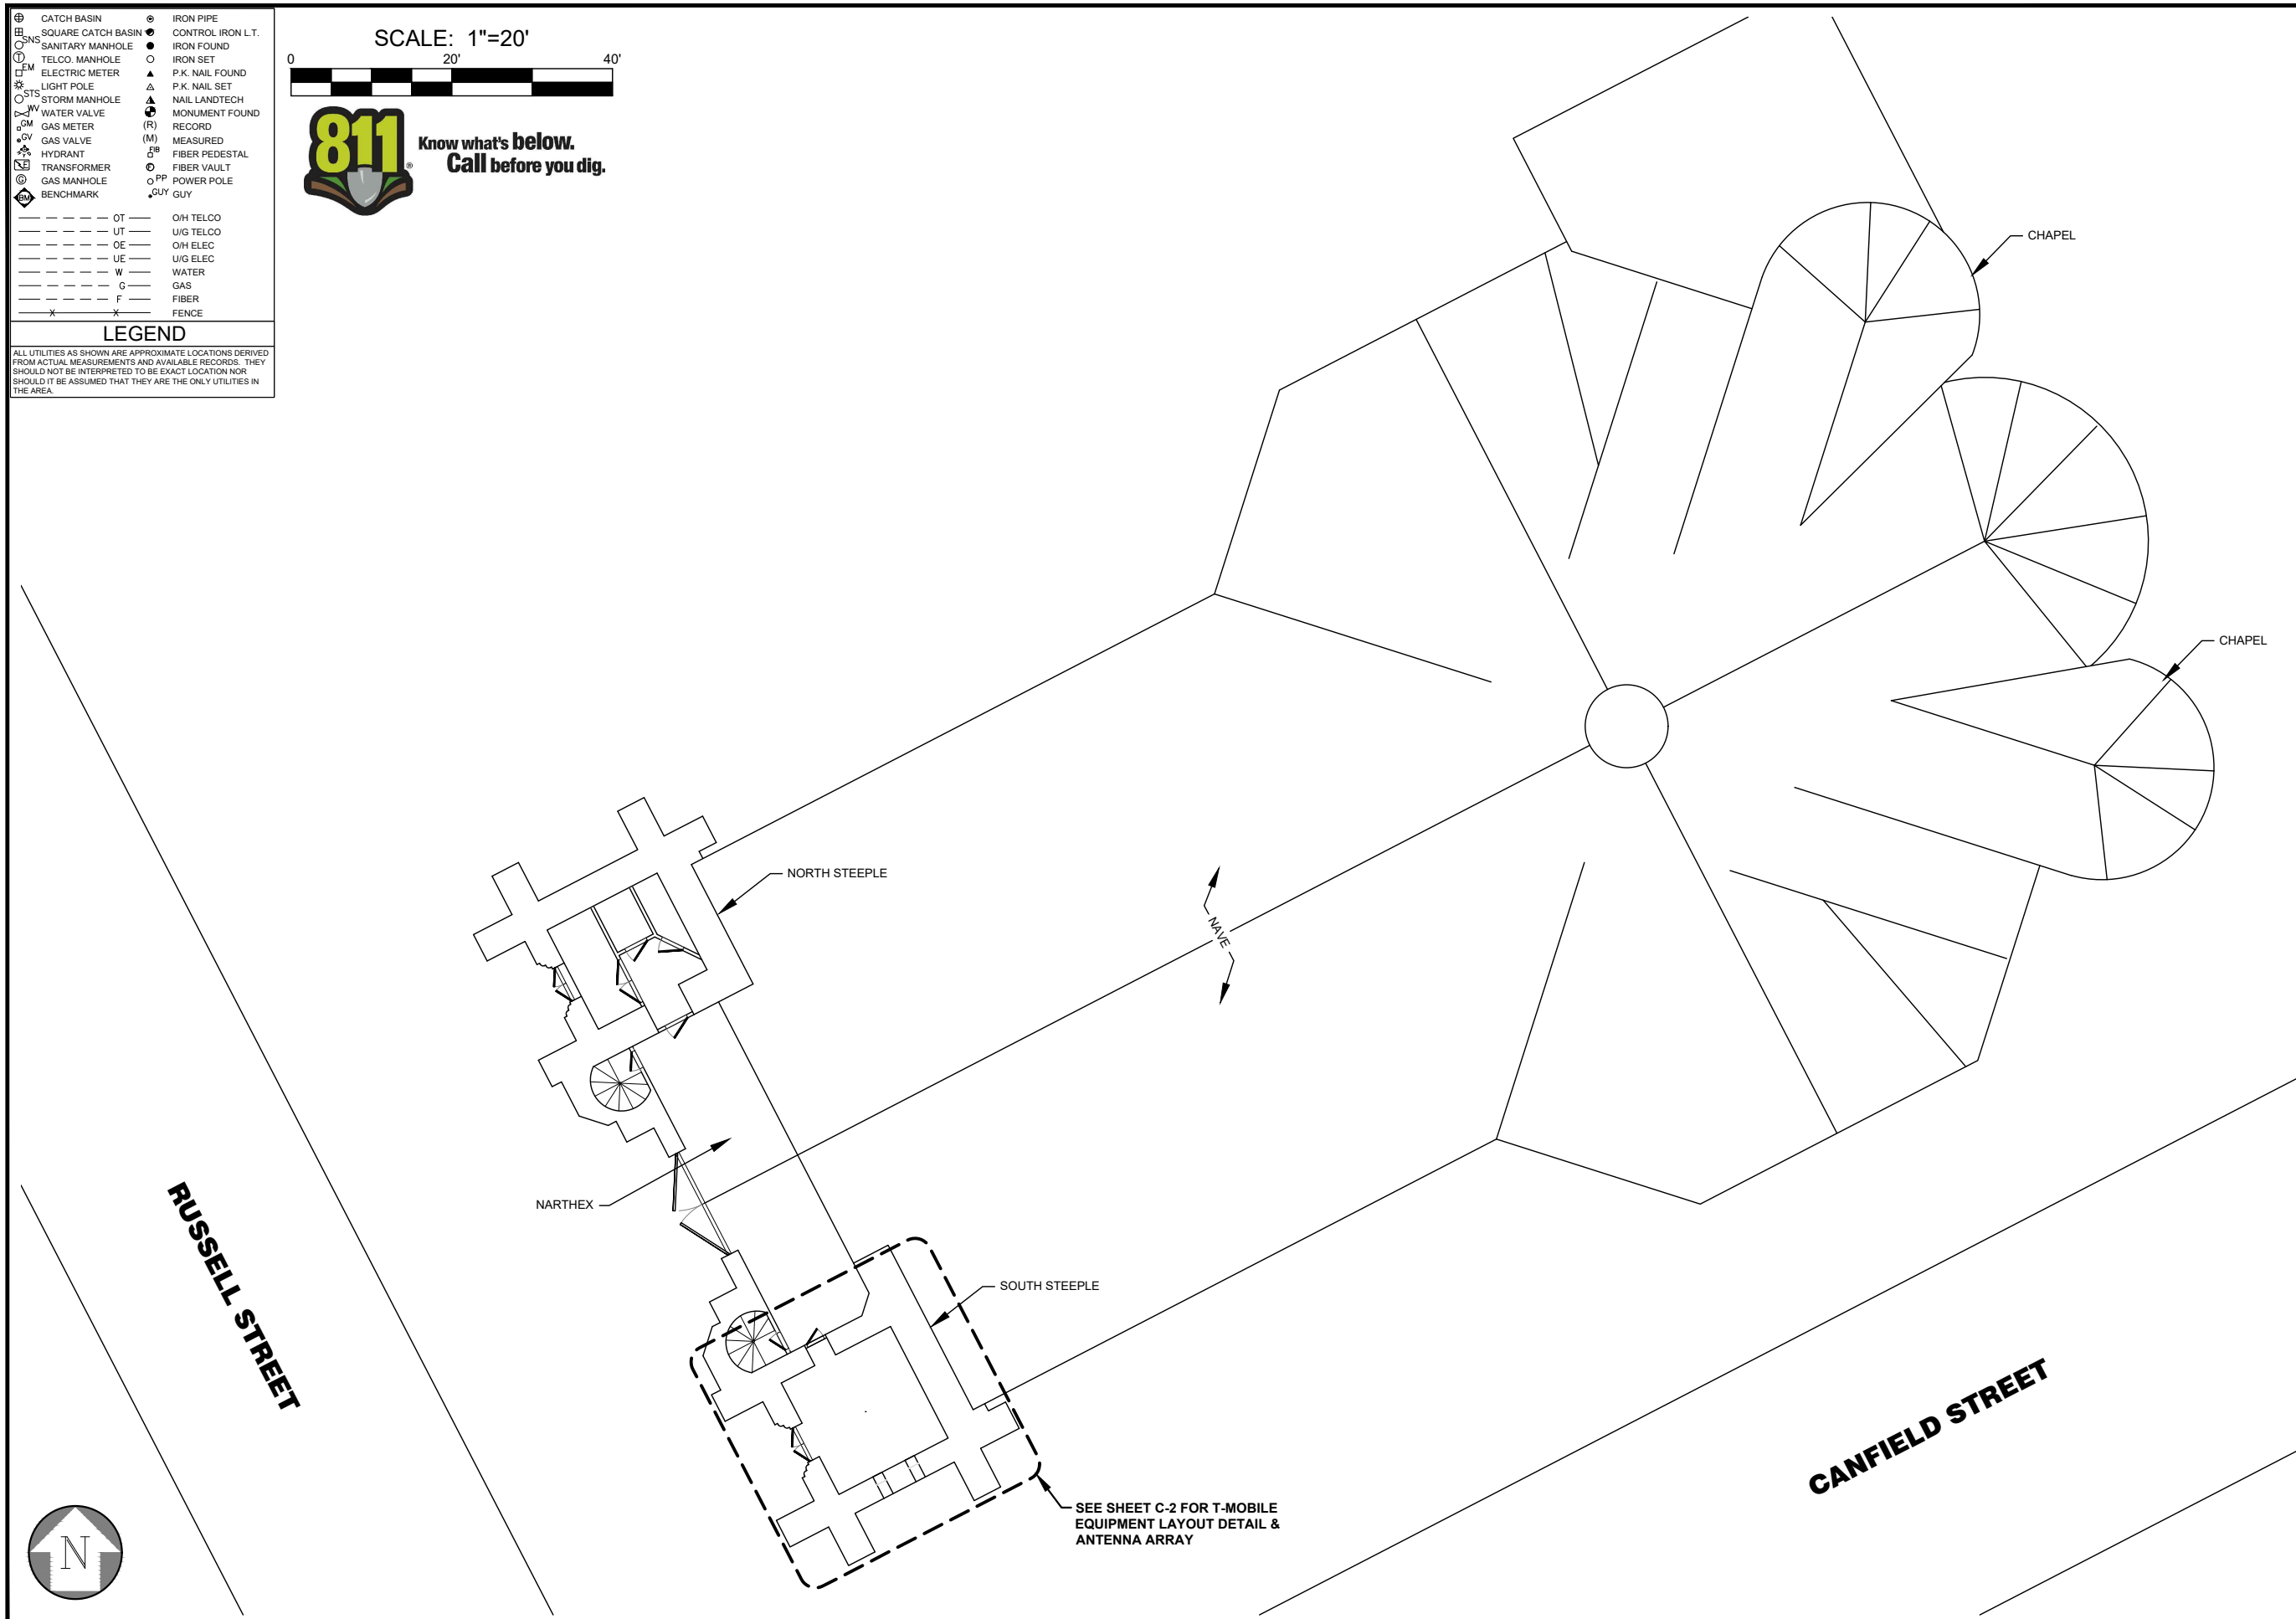 CATCH BASIN
SNS SQUARE CATCH BASIN
SANITARY MANHOLE
T TELCO. MANHOLE
EM ELECTRIC METER
LIGHT POLE
STS STORM MANHOLE
WV WATER VALVE
GM GAS METER
GV GAS VALVE
HYDRANT
TRANSFORMER
G GAS MANHOLE
BM BENCHMARK
IRON PIPE
CONTROL IRON L.T.
IRON FOUND
IRON SET
P.K. NAIL FOUND
P.K. NAIL SET
NAIL LANDTECH
MONUMENT FOUND
(R) RECORD
(M) MEASURED
FIB FIBER PEDESTAL
FIBER VAULT
PP POWER POLE
GUY GUY
OT O/H TELCO
UT U/G TELCO
OE O/H ELEC
UE U/G ELEC
W WATER
G GAS
F FIBER
X X FENCE
LEGEND
ALL UTILITIES AS SHOWN ARE APPROXIMATE LOCATIONS DERIVED
FROM ACTUAL MEASUREMENTS AND AVAILABLE RECORDS. THEY
SHOULD NOT BE INTERPRETED TO BE EXACT LOCATION NOR
SHOULD IT BE ASSUMED THAT THEY ARE THE ONLY UTILITIES IN
THE AREA.
SCALE: 1"=20'
0 20' 40'
811®
Know what's below.
Call before you dig.
CHAPEL
CHAPEL
NORTH STEEPLE
NAVE
NARTHEX
SOUTH STEEPLE
RUSSELL STREET
CANFIELD STREET
SEE SHEET C-2 FOR T-MOBILE
EQUIPMENT LAYOUT DETAIL &
ANTENNA ARRAY
N